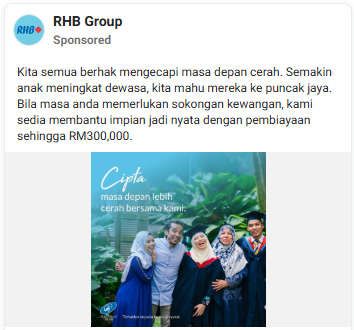 RHB
RHB Group
Sponsored
Kita semua berhak mengecapi masa depan cerah. Semakin
anak meningkat dewasa, kita mahu mereka ke puncak jaya.
Bila masa anda memerlukan sokongan kewangan, kami
sedia membantu impian jadi nyata dengan pembiayaan
sehingga RM300,000.
Cipta
masa depan lebih
cerah bersama kami.